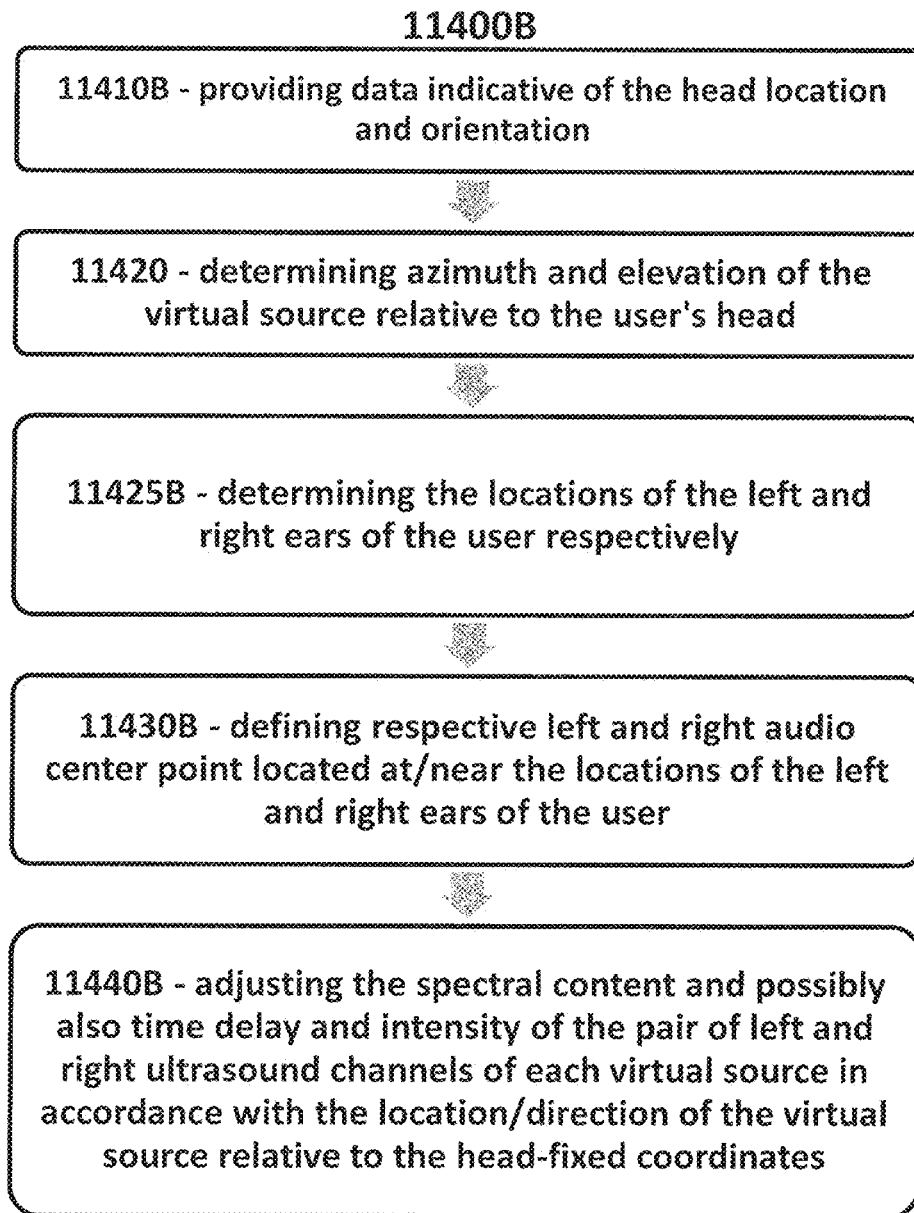 11400B
11410B - providing data indicative of the head location
and orientation
11420 - determining azimuth and elevation of the
virtual source relative to the user's head
11425B - determining the locations of the left and
right ears of the user respectively
11430B - defining respective left and right audio
center point located at/near the locations of the left
and right ears of the user
11440B - adjusting the spectral content and possibly
also time delay and intensity of the pair of left and
right ultrasound channels of each virtual source in
accordance with the location/direction of the virtual
source relative to the head-fixed coordinates